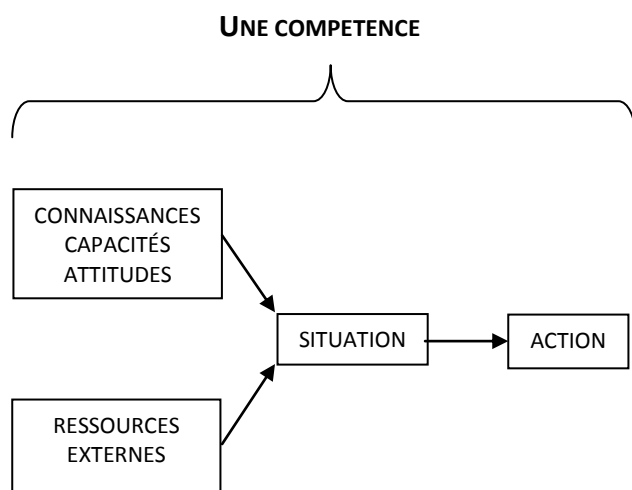 UNE COMPETENCE
CONNAISSANCES
CAPACITÉS
ATTITUDES
SITUATION
ACTION
RESSOURCES
EXTERNES